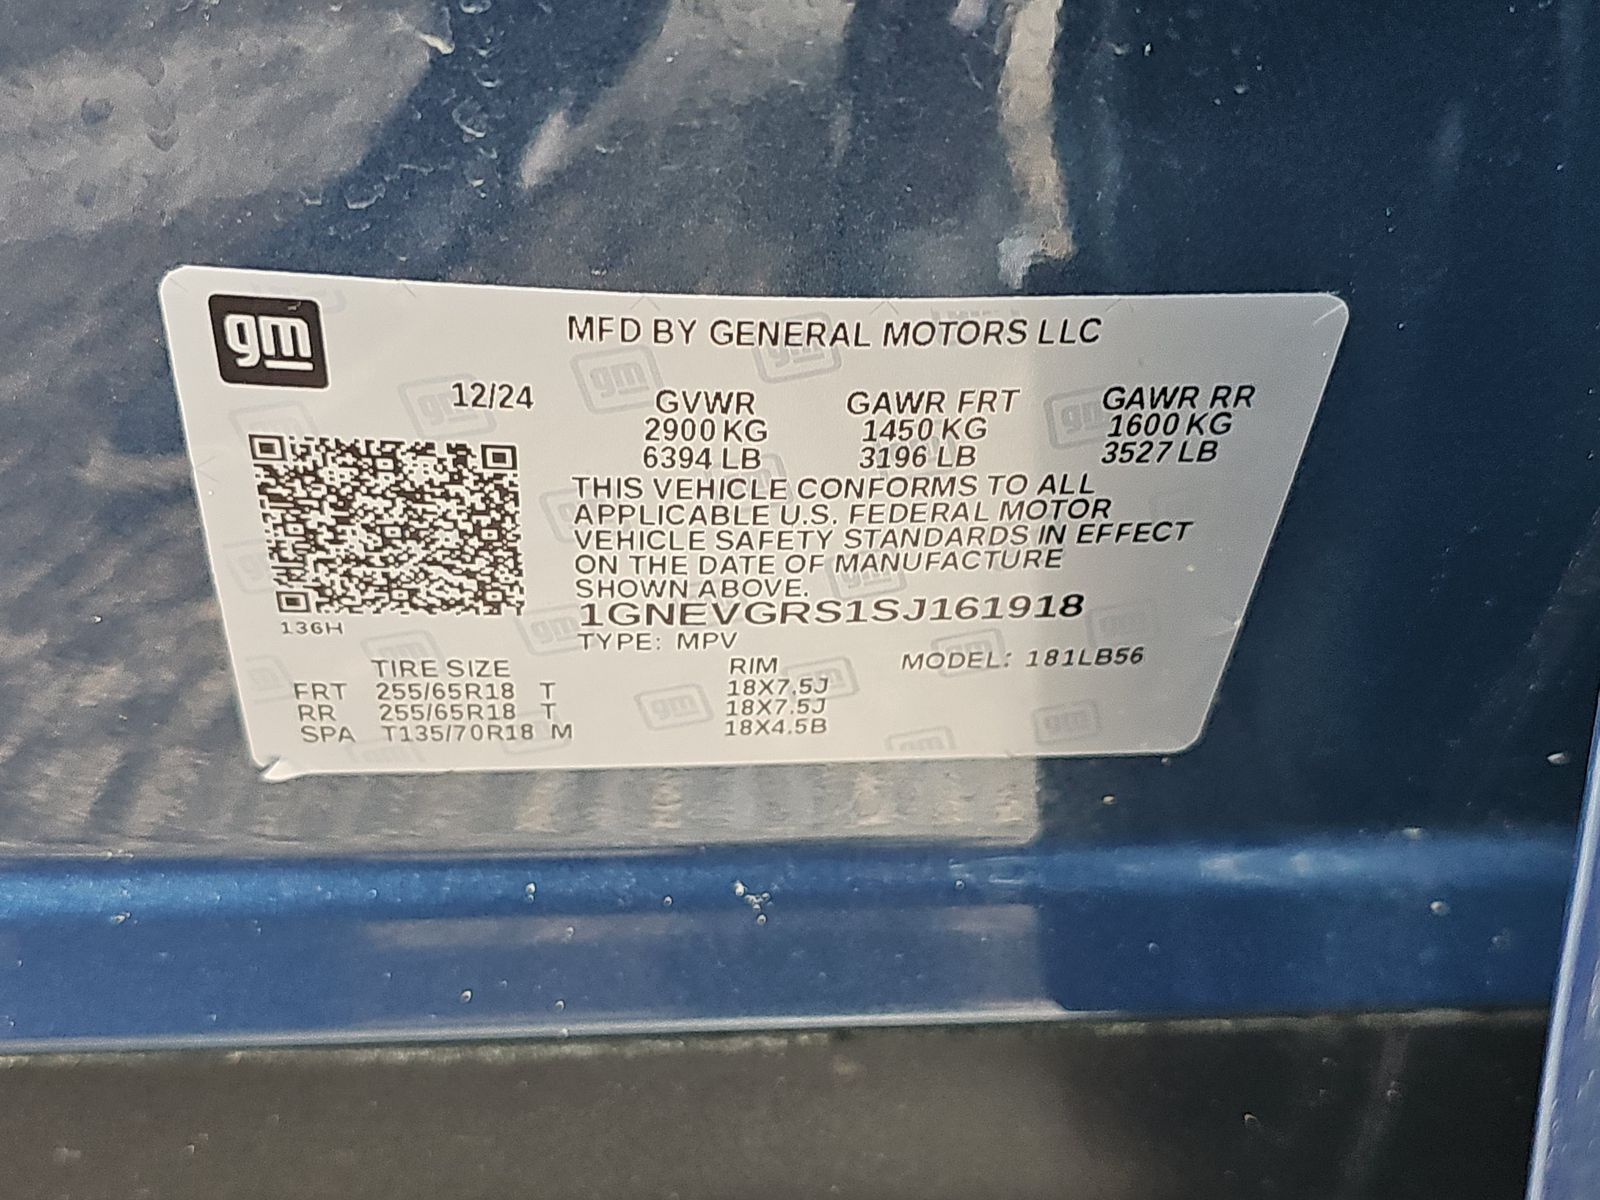 gm
MFD BY GENERAL MOTORS LLC
12/24 GVWR GAWR FRT GAWR RR
2900 KG 1450 KG 1600 KG
6394 LB 3196 LB 3527 LB
THIS VEHICLE CONFORMS TO ALL
APPLICABLE U.S. FEDERAL MOTOR
VEHICLE SAFETY STANDARDS IN EFFECT
ON THE DATE OF MANUFACTURE
SHOWN ABOVE.
1GNEVGRS1SJ161918
136H
TYPE: MPV
TIRE SIZE RIM MODEL: 181LB56
FRT 255/65R18 T 18X7.5J
RR 255/65R18 T 18X7.5J
SPA T135/70R18 M 18X4.5B